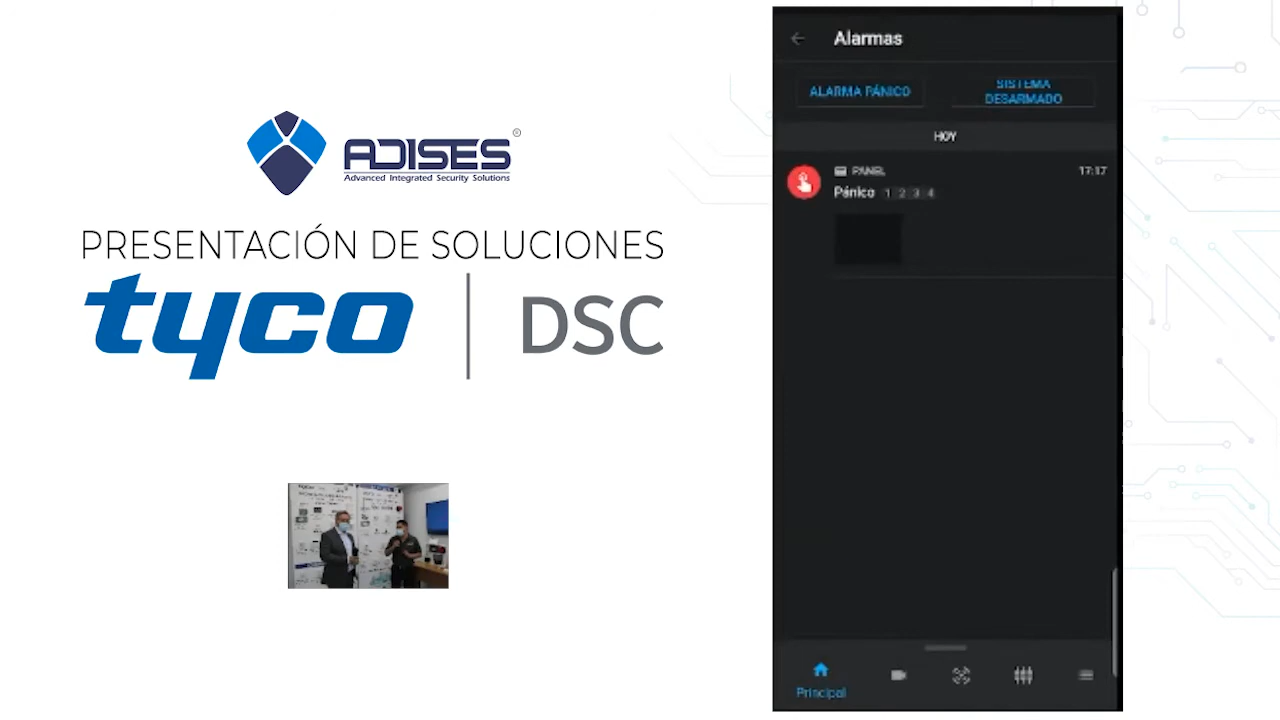 ADISES®
Advanced Integrated Security Solutions
PRESENTACIÓN DE SOLUCIONES
tyco
DSC
Alarmas
ALARMA PÁNICO
SISTEMA
DESARMADO
HOY
PANEL
17:17
Pánico 1 2 3 4
Principal